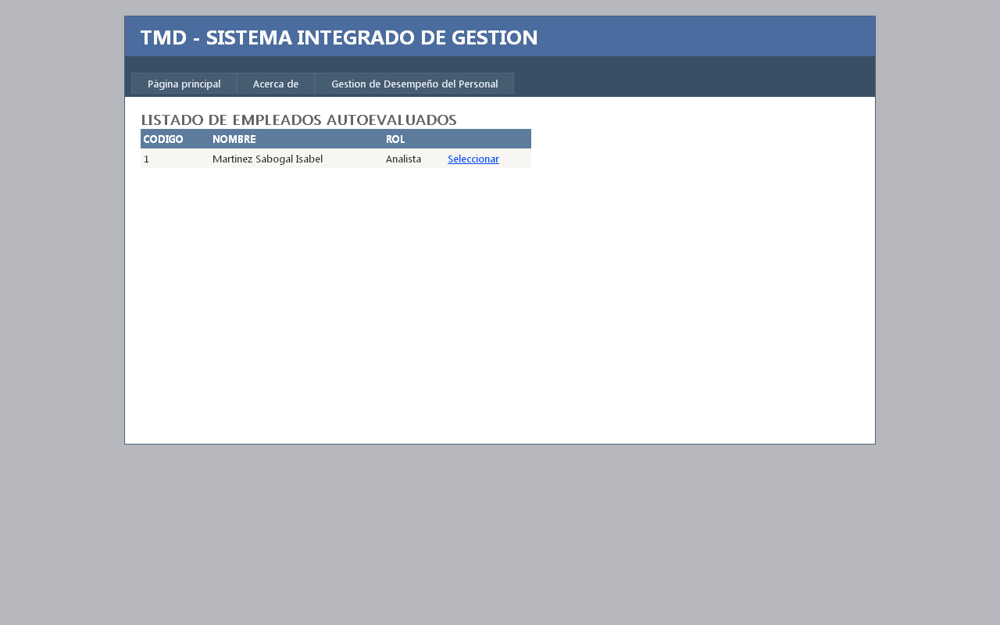 TMD - SISTEMA INTEGRADO DE GESTION
Página principal Acerca de Gestion de Desempeño del Personal
LISTADO DE EMPLEADOS AUTOEVALUADOS
CODIGO NOMBRE ROL
1 Martinez Sabogal Isabel Analista Seleccionar